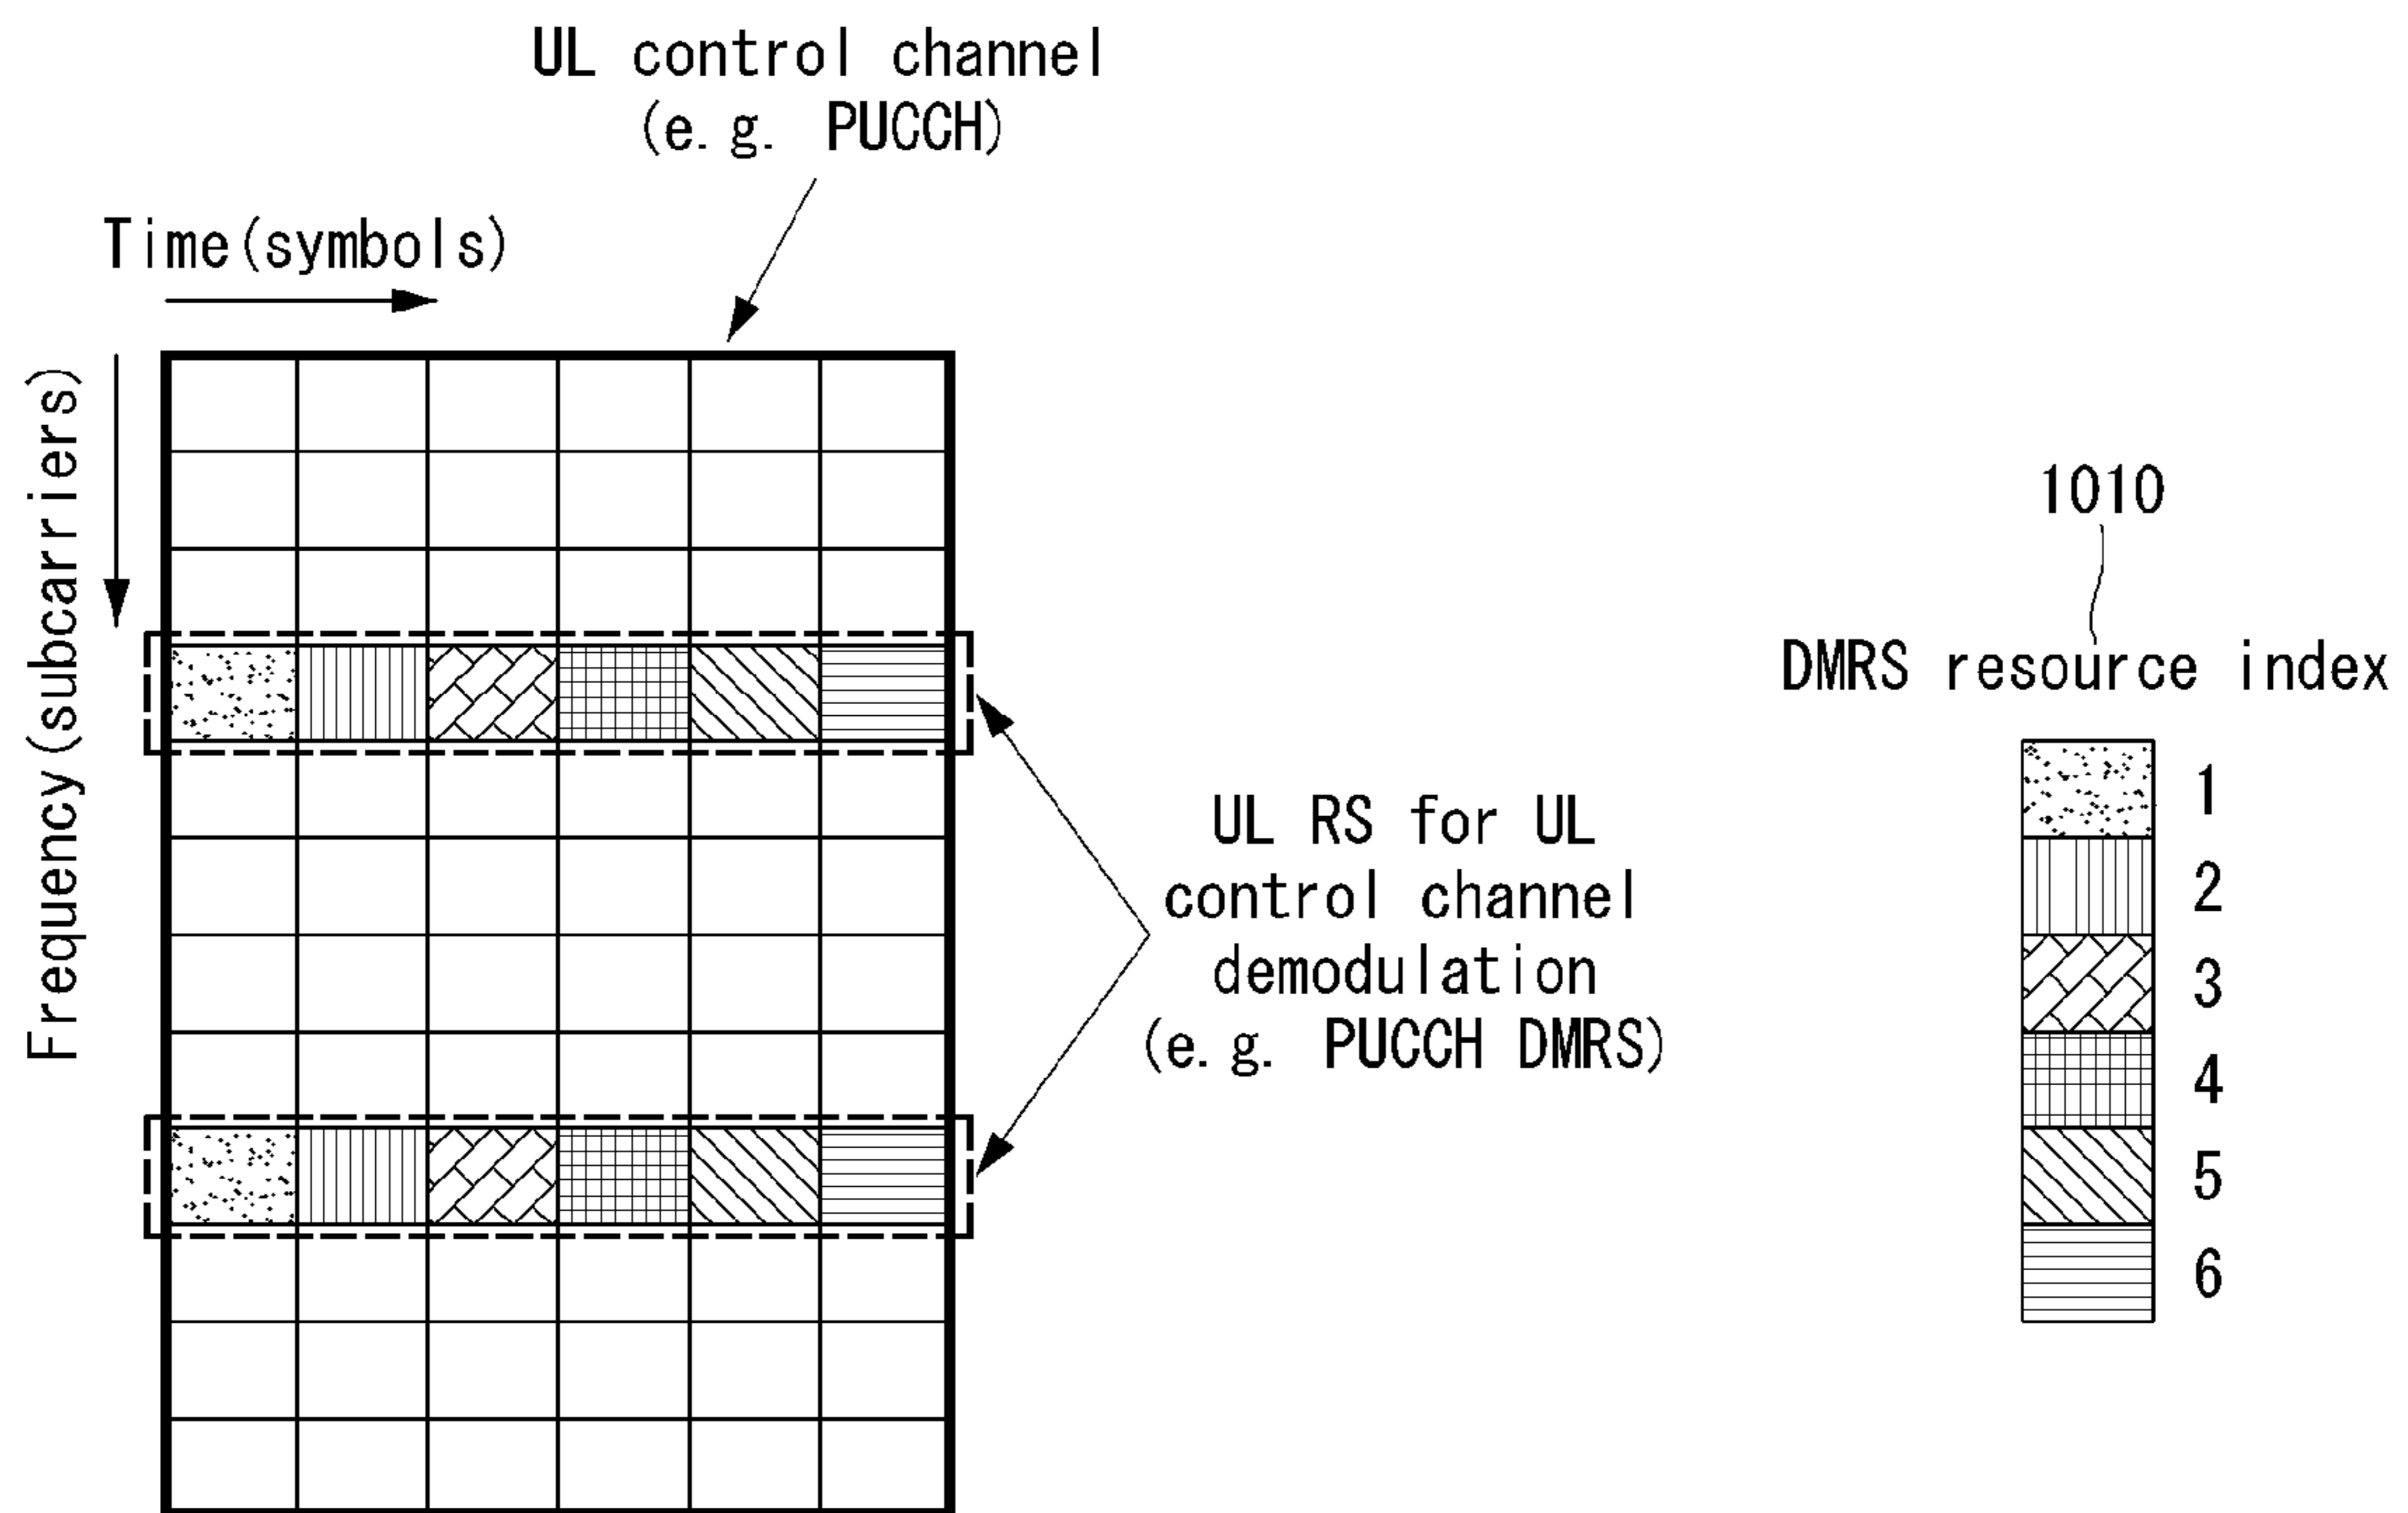 UL control channel
(e.g. PUCCH)
Time(symbols)
Frequency(subcarriers)
UL RS for UL
control channel
demodulation
(e.g. PUCCH DMRS)
1010
DMRS resource index
1
2
3
4
5
6